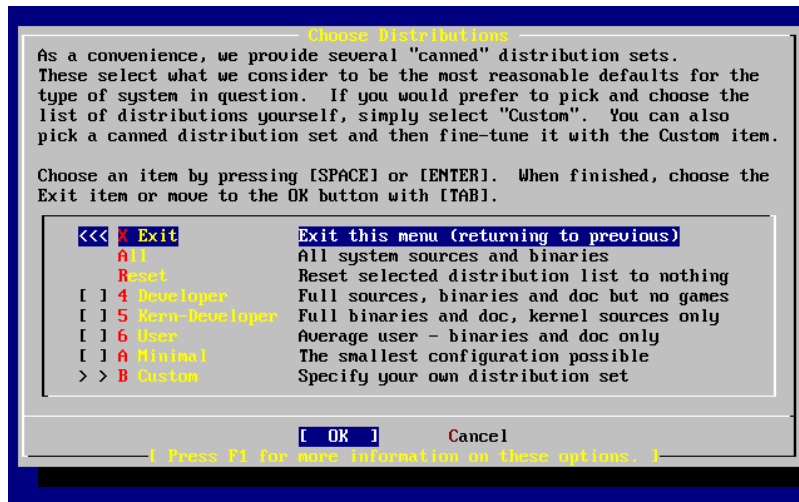 Choose Distributions
As a convenience, we provide several "canned" distribution sets.
These select what we consider to be the most reasonable defaults for the
type of system in question.  If you would prefer to pick and choose the
list of distributions yourself, simply select "Custom".  You can also
pick a canned distribution set and then fine-tune it with the Custom item.
Choose an item by pressing [SPACE] or [ENTER].  When finished, choose the
Exit item or move to the OK button with [TAB].
<<< X Exit Exit this menu (returning to previous)
All All system sources and binaries
Reset Reset selected distribution list to nothing
[ ] 4 Developer Full sources, binaries and doc but no games
[ ] 5 Kern-Developer Full binaries and doc, kernel sources only
[ ] 6 User Average user - binaries and doc only
[ ] A Minimal The smallest configuration possible
> > B Custom Specify your own distribution set
[ OK ] Cancel
[ Press F1 for more information on these options. ]